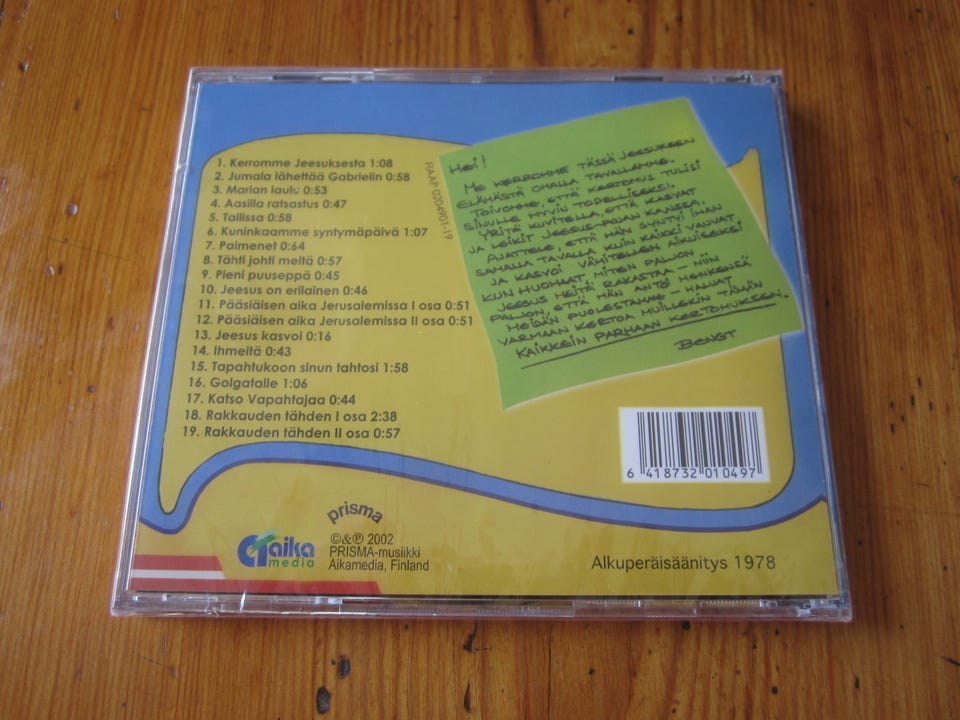 1. Kerromme Jeesuksesta 1:08
2. Jumala lähettää Gabrielin 0:58
3. Marian laulu 0:53
4. Aasilla ratsastus 0:47
5. Tallissa 0:58
6. Kuninkaamme syntymäpäivä 1:07
7. Paimenet 0:64
8. Tähti johti meitä 0:57
9. Pieni puuseppä 0:45
10. Jeesus on erilainen 0:46
11. Pääsiäisen aika Jerusalemissa I osa 0:51
12. Pääsiäisen aika Jerusalemissa II osa 0:51
13. Jeesus kasvoi 0:16
14. Ihmeitä 0:43
15. Tapahtukoon sinun tahtosi 1:58
16. Golgatalle 1:06
17. Katso Vapahtajaa 0:44
18. Rakkauden tähden I osa 2:38
19. Rakkauden tähden II osa 0:57
FIAAP 0204901-19
Hei!
ME KERROMME TÄSSÄ JEESUKSEN
ELÄMÄSTÄ OMALLA TAVALLAMME.
TOIVOMME, ETTÄ KERTOMUS TULISI
SINULLE HYVIN TODELLISEKSI.
YRITÄ KUVITELLA, ETTÄ KASVAT
JA LEIKIT JEESUS-POJAN KANSSA.
AJATTELE, ETTÄ HÄN SYNTYI IHAN
SAMALLA TAVALLA KUIN KAIKKI VAUVAT,
JA KASVOI VÄHITELLEN AIKUISEKSI
KUN HUOMAAT, MITEN PALJON
JEESUS MEITÄ RAKASTAA – NIIN
PALJON, ETTÄ HÄN ANTOI HENKENSÄ
MEIDÄN PUOLESTAMME – HALUAT
VARMAAN KERTOA MUILLEKIN TÄMÄN
KAIKKEIN PARHAAN KERTOMUKSEN.
BENGT
6 418732 010497
prisma
aika
media
©&℗ 2002
PRISMA-musiikki
Aikamedia, Finland
Alkuperäisäänitys 1978